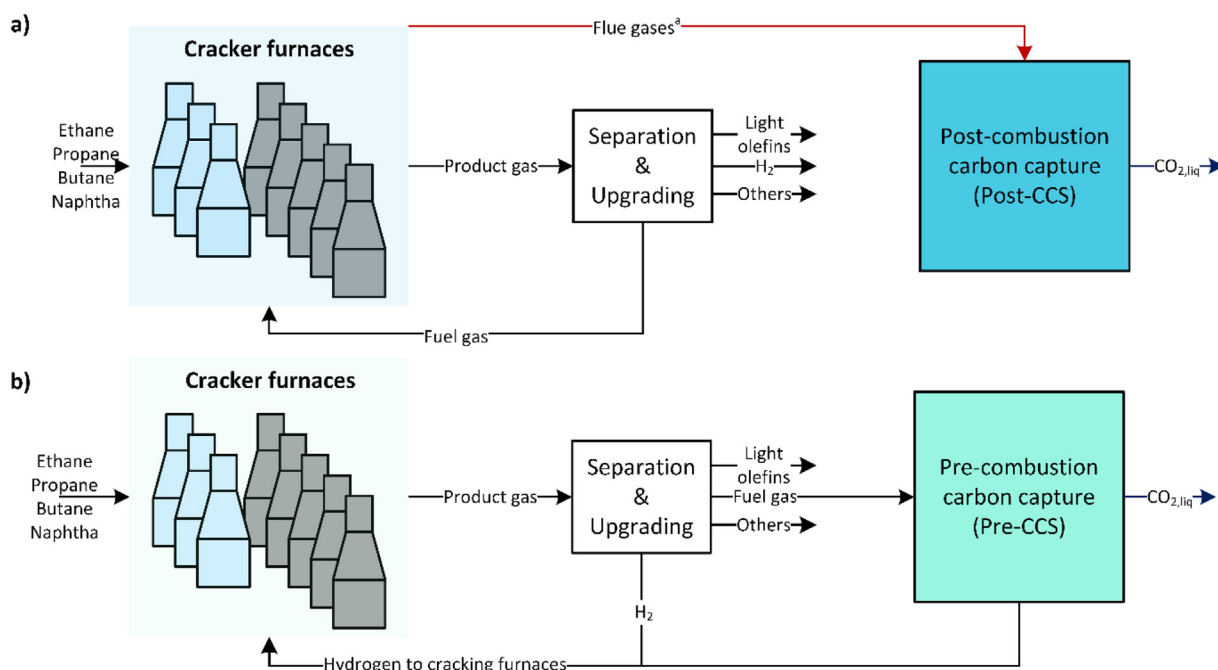 a)
Cracker furnaces
Flue gasesᵃ
Ethane
Propane
Butane
Naphtha
Product gas
Separation
&
Upgrading
Light
olefins
H₂
Others
Post-combustion
carbon capture
(Post-CCS)
CO₂,liq
Fuel gas
b)
Cracker furnaces
Ethane
Propane
Butane
Naphtha
Product gas
Separation
&
Upgrading
Light
olefins
Fuel gas
Others
Pre-combustion
carbon capture
(Pre-CCS)
CO₂,liq
H₂
Hydrogen to cracking furnaces